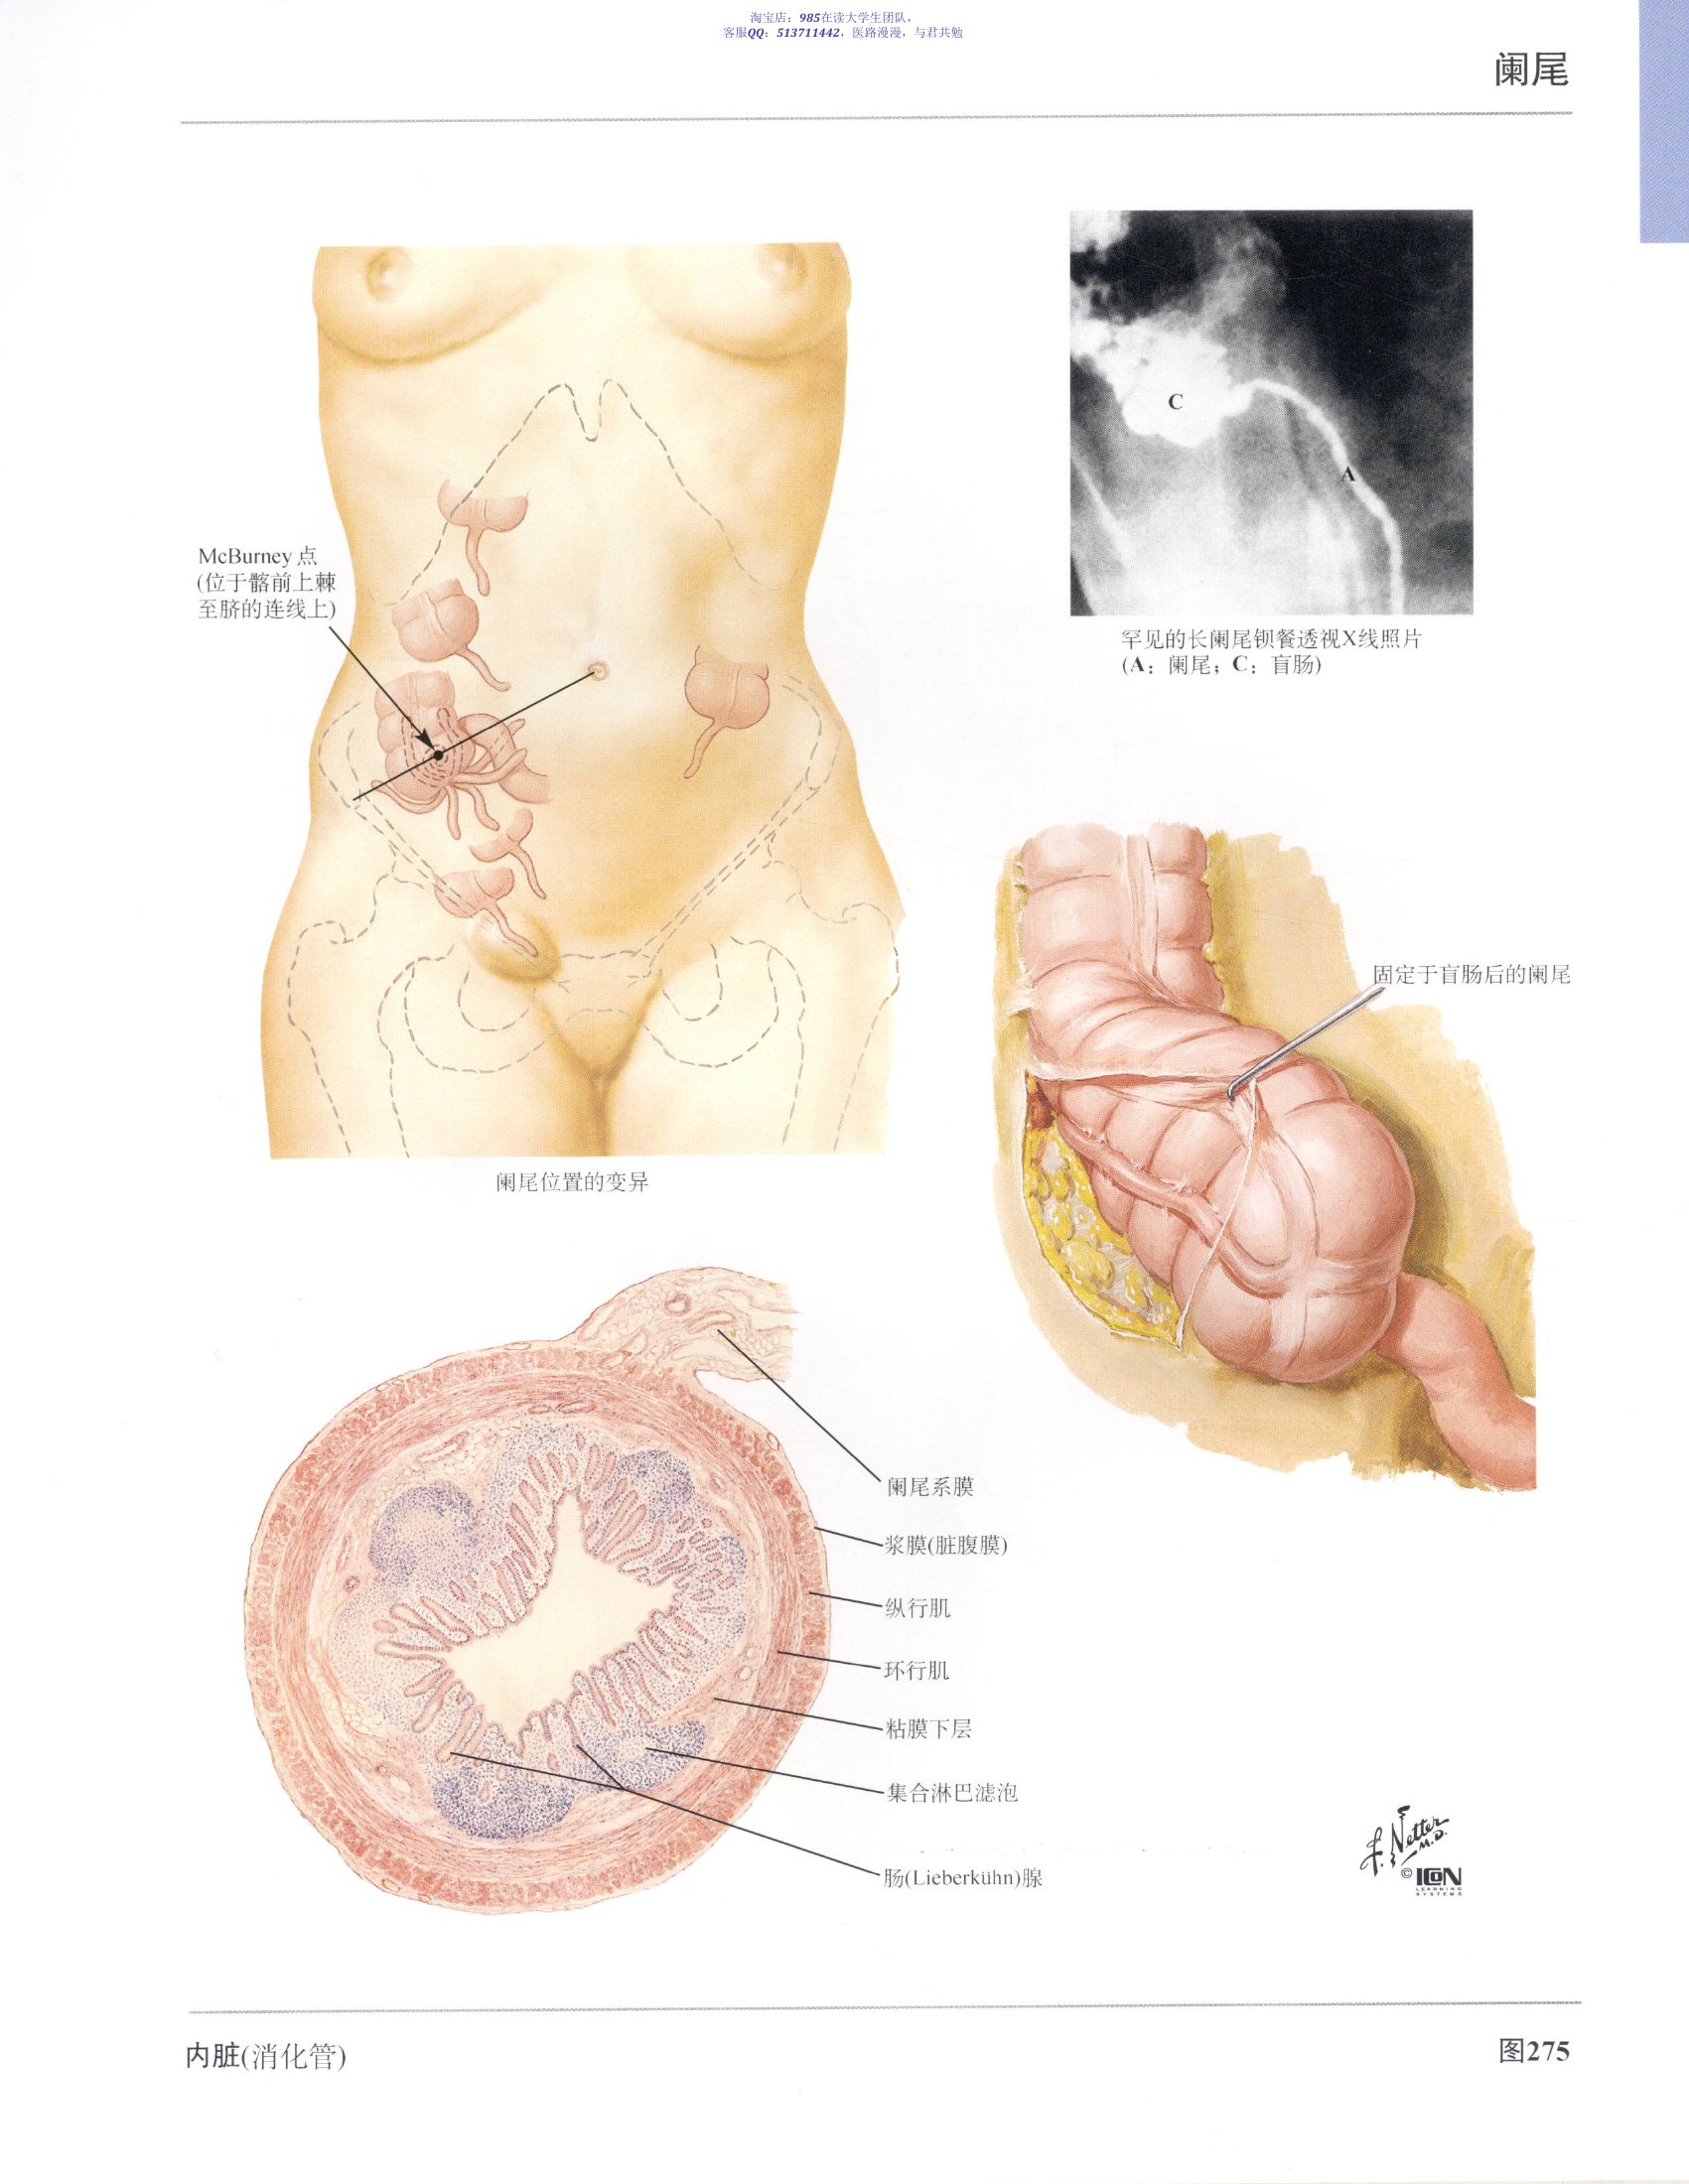 淘宝店：985在读大学生团队，
客服QQ：513711442，医路漫漫，与君共勉
阑尾
McBurney点
(位于髂前上棘
至脐的连线上)
C
A
罕见的长阑尾钡餐透视X线照片
(A：阑尾；C：盲肠)
固定于盲肠后的阑尾
阑尾位置的变异
阑尾系膜
浆膜(脏腹膜)
纵行肌
环行肌
粘膜下层
集合淋巴滤泡
肠(Lieberkühn)腺
F. Netter
M.D.
© ICON
LEARNING
SYSTEMS
内脏(消化管)
图275